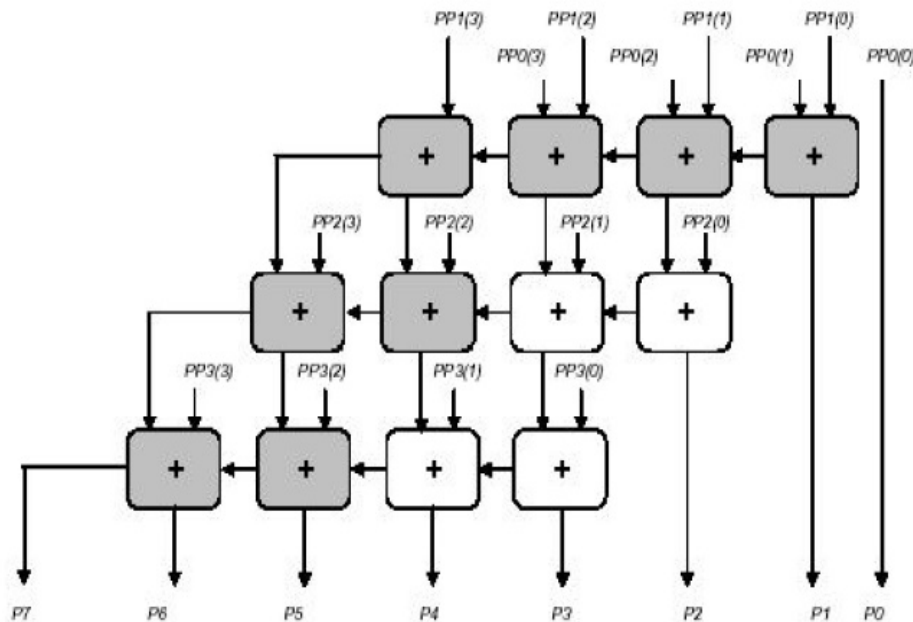 PP1(3) PP1(2) PP1(1) PP1(0)
PP0(3) PP0(2) PP0(1) PP0(0)
+ + + +
PP2(3) PP2(2) PP2(1) PP2(0)
+ + + +
PP3(3) PP3(2) PP3(1) PP3(0)
+ + + +
P7 P6 P5 P4 P3 P2 P1 P0